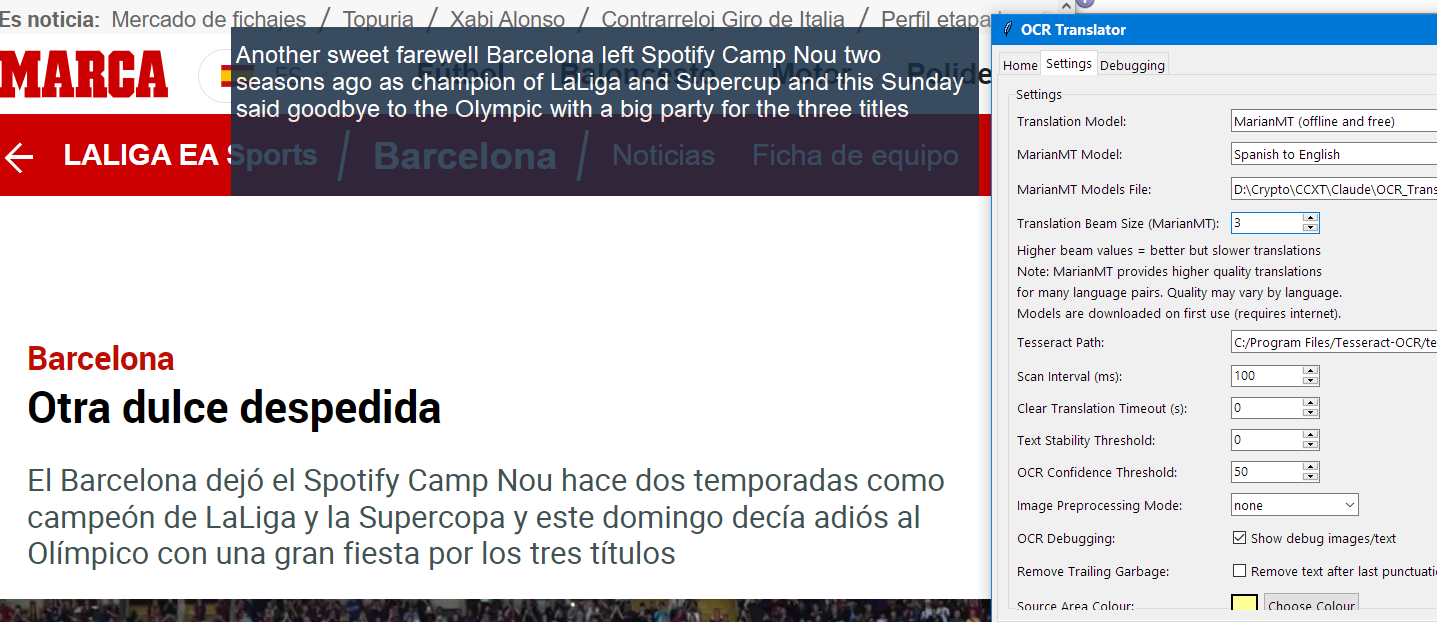 Es noticia: Mercado de fichajes / Topuria / Xabi Alonso / Contrarreloj Giro de Italia / Perfil etapa
MARCA
ES Fútbol Baloncesto Motor Polide
Another sweet farewell Barcelona left Spotify Camp Nou two
seasons ago as champion of LaLiga and Supercup and this Sunday
said goodbye to the Olympic with a big party for the three titles
LALIGA EA Sports / Barcelona / Noticias Ficha de equipo
Barcelona
Otra dulce despedida
El Barcelona dejó el Spotify Camp Nou hace dos temporadas como
campeón de LaLiga y la Supercopa y este domingo decía adiós al
Olímpico con una gran fiesta por los tres títulos
OCR Translator
Home Settings Debugging
Settings
Translation Model: MarianMT (offline and free)
MarianMT Model: Spanish to English
MarianMT Models File: D:\Crypto\CCXT\Claude\OCR_Trans
Translation Beam Size (MarianMT): 3
Higher beam values = better but slower translations
Note: MarianMT provides higher quality translations
for many language pairs. Quality may vary by language.
Models are downloaded on first use (requires internet).
Tesseract Path: C:/Program Files/Tesseract-OCR/te
Scan Interval (ms): 100
Clear Translation Timeout (s): 0
Text Stability Threshold: 0
OCR Confidence Threshold: 50
Image Preprocessing Mode: none
OCR Debugging: Show debug images/text
Remove Trailing Garbage: Remove text after last punctuati
Source Area Colour: Choose Colour